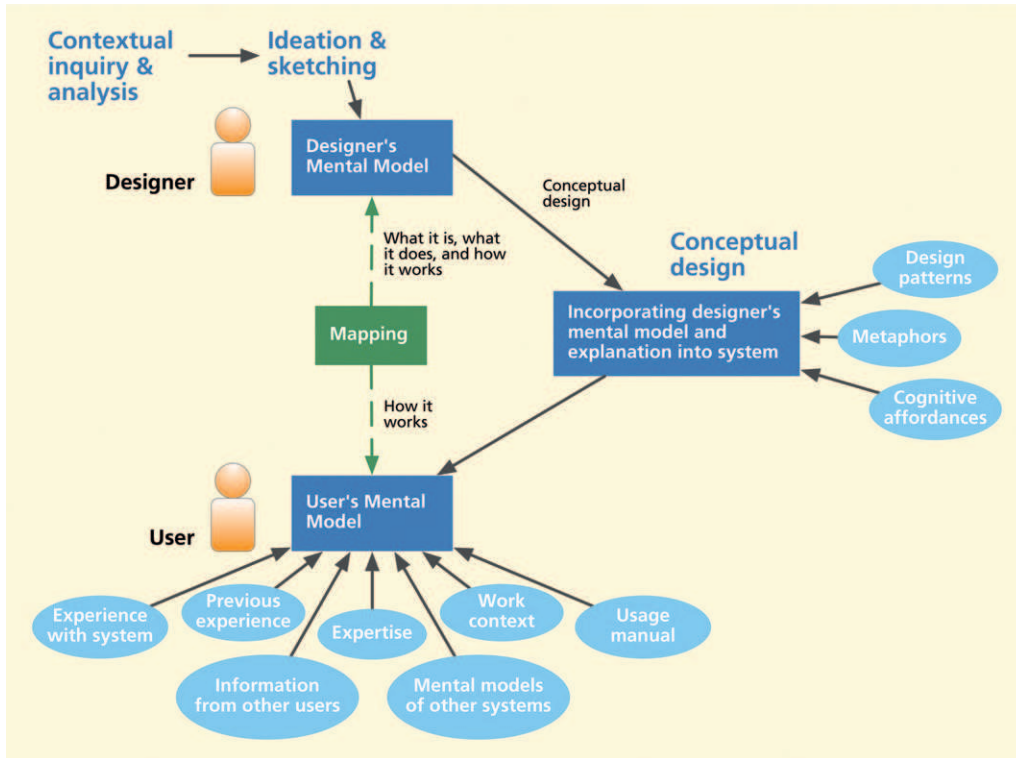 Contextual
inquiry &
analysis
Ideation &
sketching
Designer
Designer's
Mental Model
Conceptual
design
What it is, what
it does, and how
it works
Conceptual
design
Design
patterns
Incorporating designer's
mental model and
explanation into system
Mapping
Metaphors
Cognitive
affordances
How it
works
User's Mental
Model
User
Experience
with system
Previous
experience
Expertise
Work
context
Usage
manual
Information
from other users
Mental models
of other systems